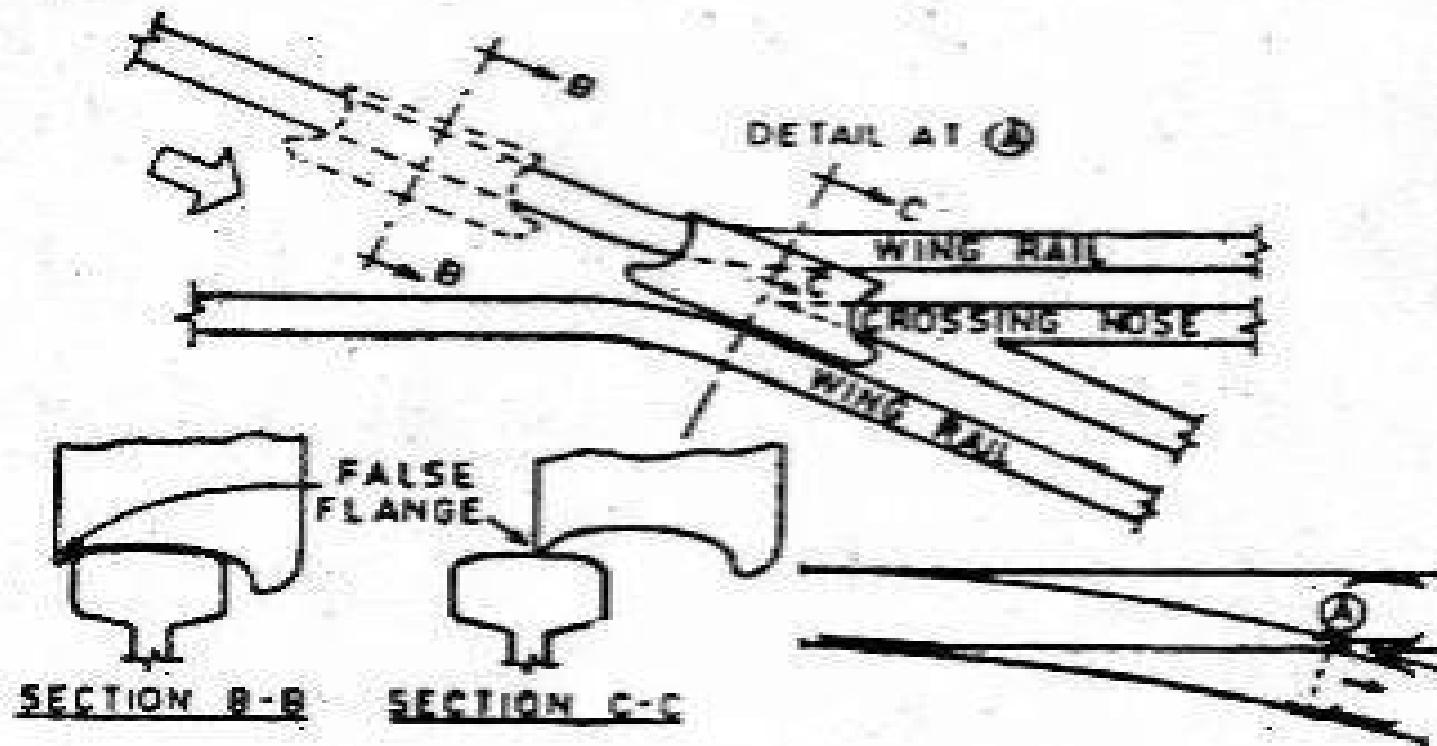 B
DETAIL AT Ⓐ
C
B
WING RAIL
CROSSING NOSE
WING RAIL
FALSE
FLANGE
Ⓐ
SECTION B-B
SECTION C-C